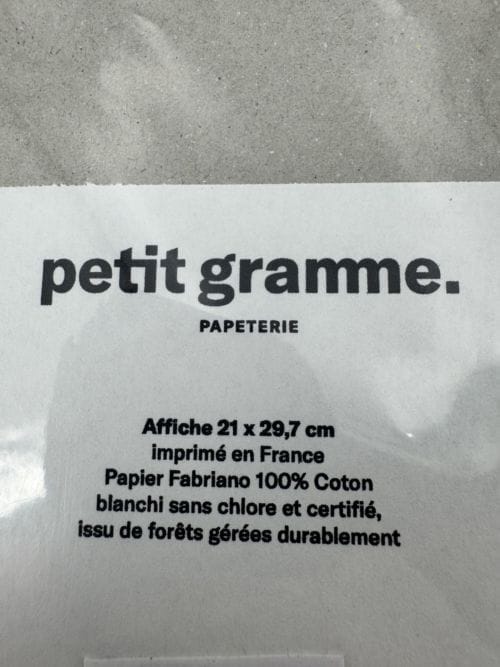 petit gramme.
PAPETERIE
Affiche 21 x 29,7 cm
imprimé en France
Papier Fabriano 100% Coton
blanchi sans chlore et certifié,
issu de forêts gérées durablement